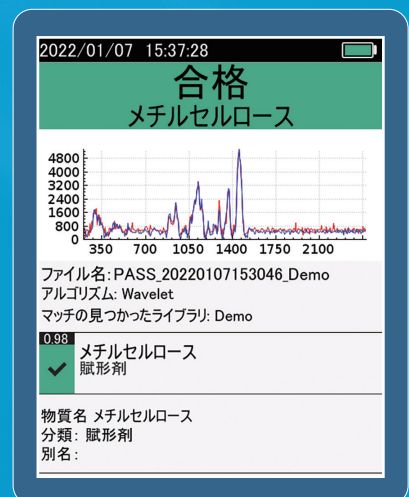 2022/01/07 15:37:28
合格
メチルセルロース
4800
4000
3200
2400
1600
800
0
350 700 1050 1400 1750 2100
ファイル名: PASS_20220107153046_Demo
アルゴリズム: Wavelet
マッチの見つかったライブラリ: Demo
0.98
メチルセルロース
賦形剤
物質名 メチルセルロース
分類: 賦形剤
別名: